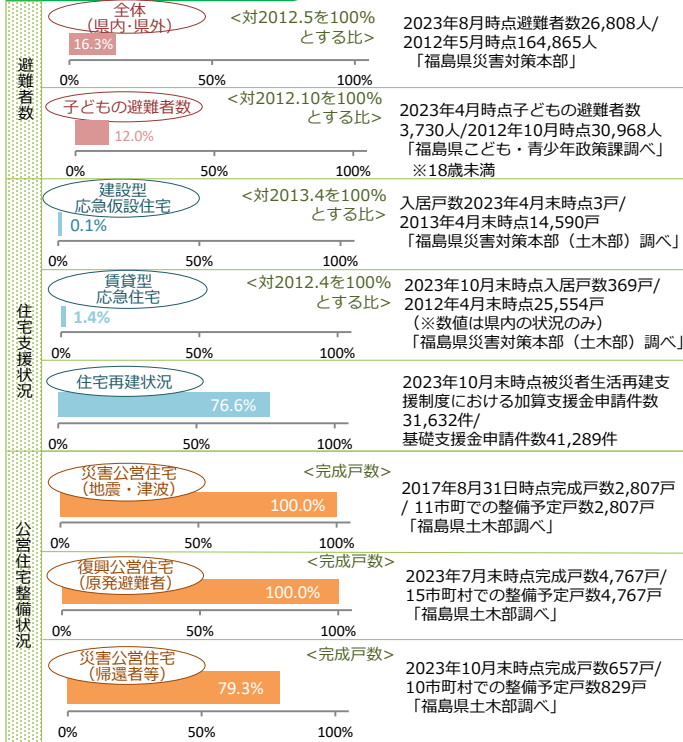 避難者数
全体
(県内・県外)
<対2012.5を100%
とする比>
16.3%
0%
50%
100%
2023年8月時点避難者数26,808人/
2012年5月時点164,865人
「福島県災害対策本部」
子どもの避難者数
<対2012.10を100%
とする比>
12.0%
0%
50%
100%
2023年4月時点子どもの避難者数
3,730人/2012年10月時点30,968人
「福島県こども・青少年政策課調べ」
※18歳未満
住宅支援状況
建設型
応急仮設住宅
<対2013.4を100%
とする比>
0.1%
0%
50%
100%
入居戸数2023年4月末時点3戸/
2013年4月末時点14,590戸
「福島県災害対策本部(土木部)調べ」
賃貸型
応急住宅
<対2012.4を100%
とする比>
1.4%
0%
50%
100%
2023年10月末時点入居戸数369戸/
2012年4月末時点25,554戸
(※数値は県内の状況のみ)
「福島県災害対策本部(土木部)調べ」
住宅再建状況
76.6%
0%
50%
100%
2023年10月末時点被災者生活再建支
援制度における加算支援金申請件数
31,632件/
基礎支援金申請件数41,289件
公営住宅整備状況
災害公営住宅
(地震・津波)
<完成戸数>
100.0%
0%
50%
100%
2017年8月31日時点完成戸数2,807戸
/ 11市町での整備予定戸数2,807戸
「福島県土木部調べ」
復興公営住宅
(原発避難者)
<完成戸数>
100.0%
0%
50%
100%
2023年7月末時点完成戸数4,767戸/
15市町村での整備予定戸数4,767戸
「福島県土木部調べ」
災害公営住宅
(帰還者等)
<完成戸数>
79.3%
0%
50%
100%
2023年10月末時点完成戸数657戸/
10市町村での整備予定戸数829戸
「福島県土木部調べ」